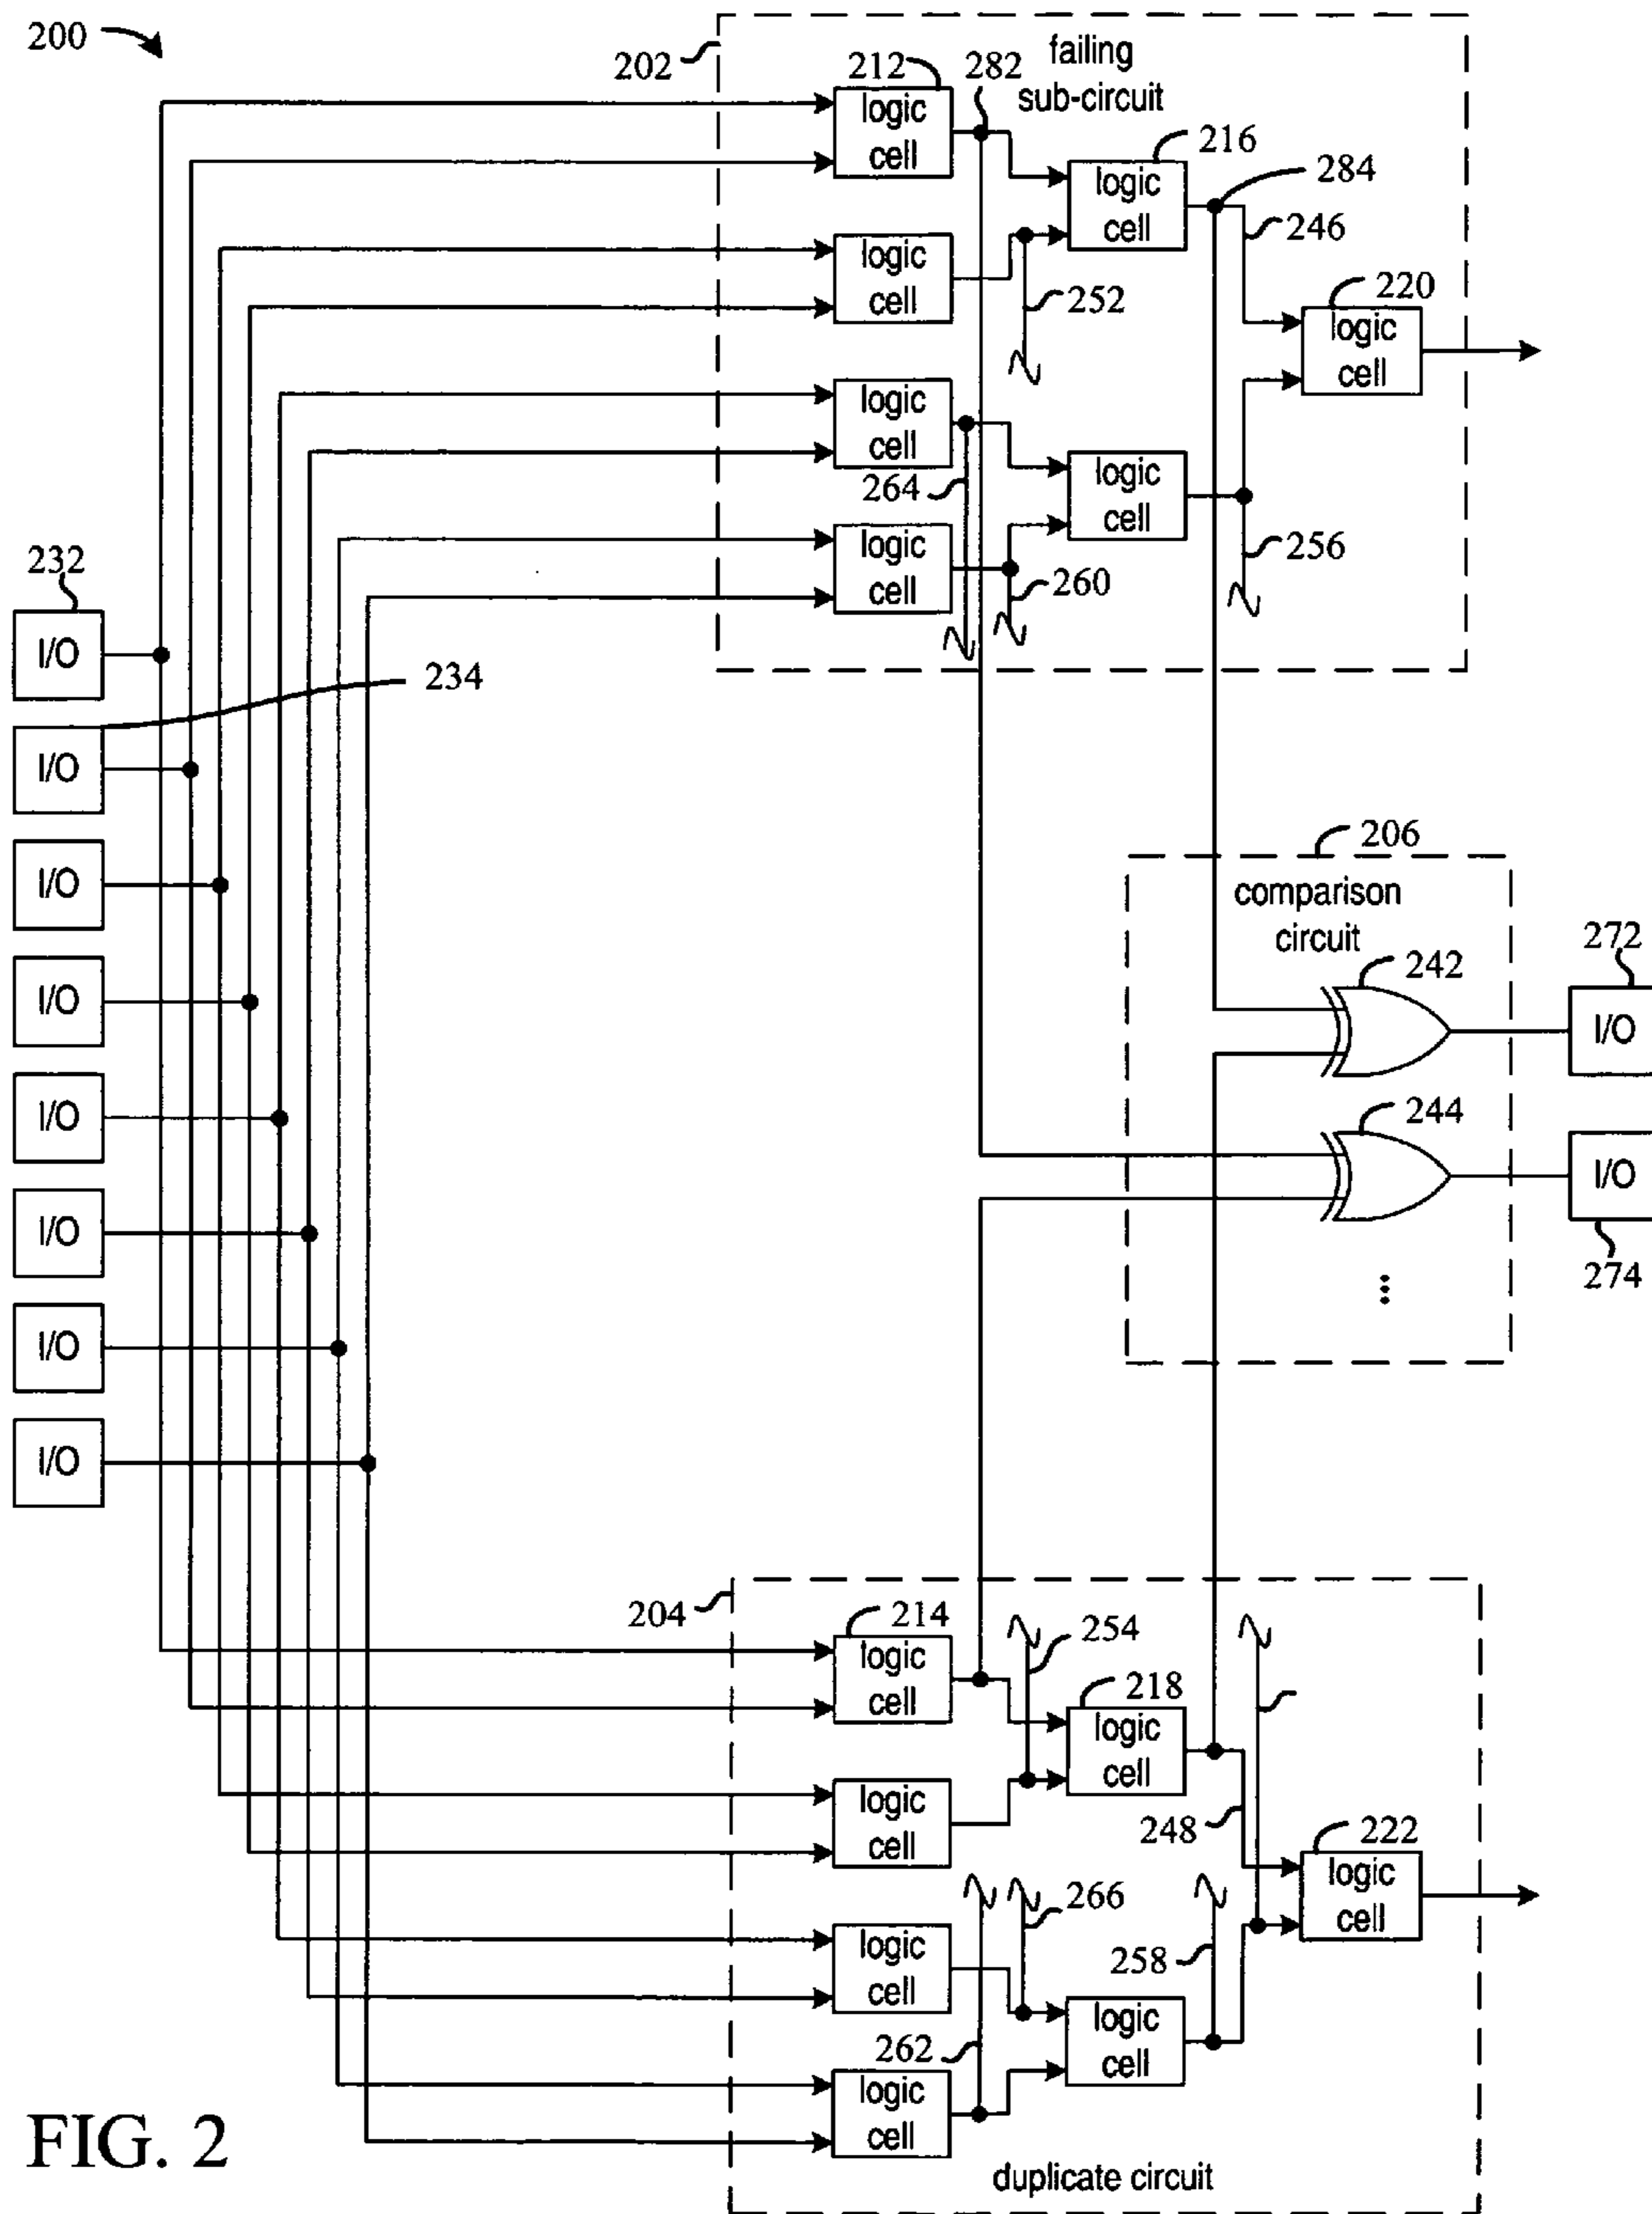 200
202
failing
sub-circuit
212
282
logic
cell
216
284
logic
cell
246
logic
cell
252
220
logic
cell
logic
cell
264
logic
cell
256
logic
cell
260
232
I/O
234
I/O
I/O
I/O
I/O
I/O
I/O
I/O
206
comparison
circuit
242
272
I/O
244
I/O
274
...
204
214
logic
cell
254
218
logic
cell
logic
cell
248
222
logic
cell
266
logic
cell
258
logic
cell
262
logic
cell
duplicate circuit
FIG. 2